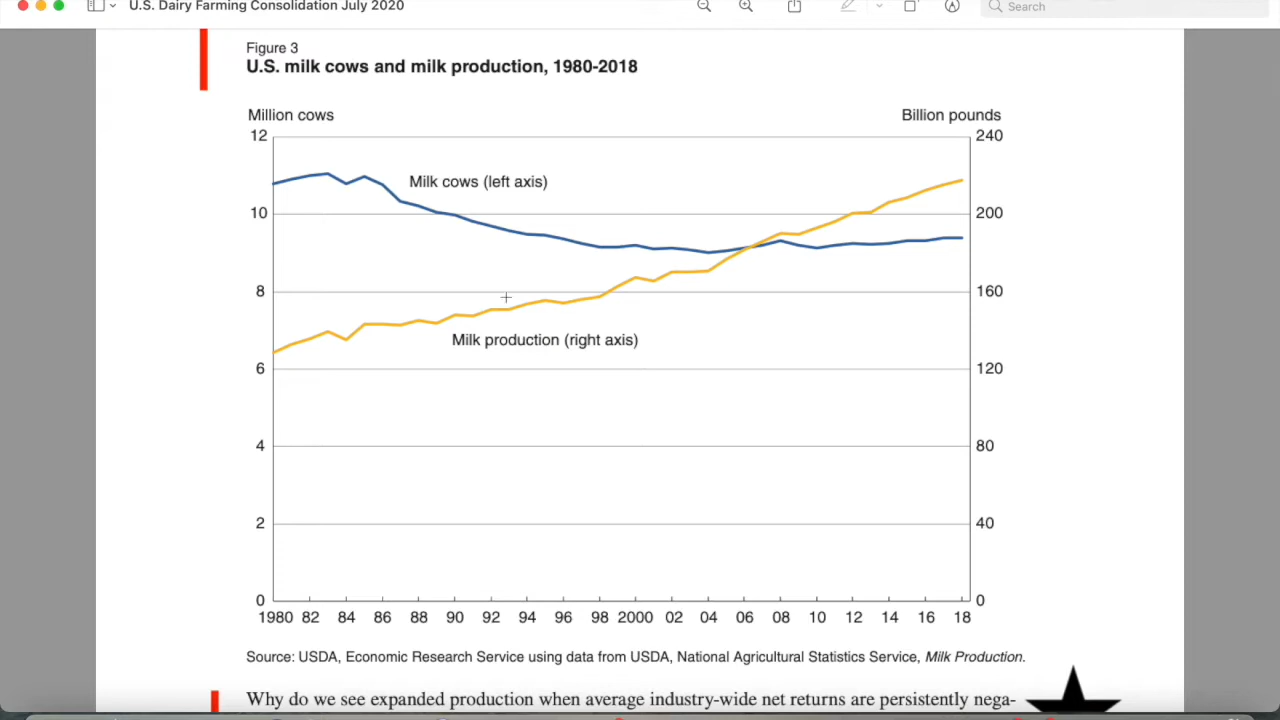 U.S. Dairy Farming Consolidation July 2020
Search
Figure 3
U.S. milk cows and milk production, 1980-2018
Million cows
Billion pounds
12
240
Milk cows (left axis)
10
200
8
160
Milk production (right axis)
6
120
4
80
2
40
0
0
1980 82 84 86 88 90 92 94 96 98 2000 02 04 06 08 10 12 14 16 18
Source: USDA, Economic Research Service using data from USDA, National Agricultural Statistics Service, Milk Production.
Why do we see expanded production when average industry-wide net returns are persistently nega-